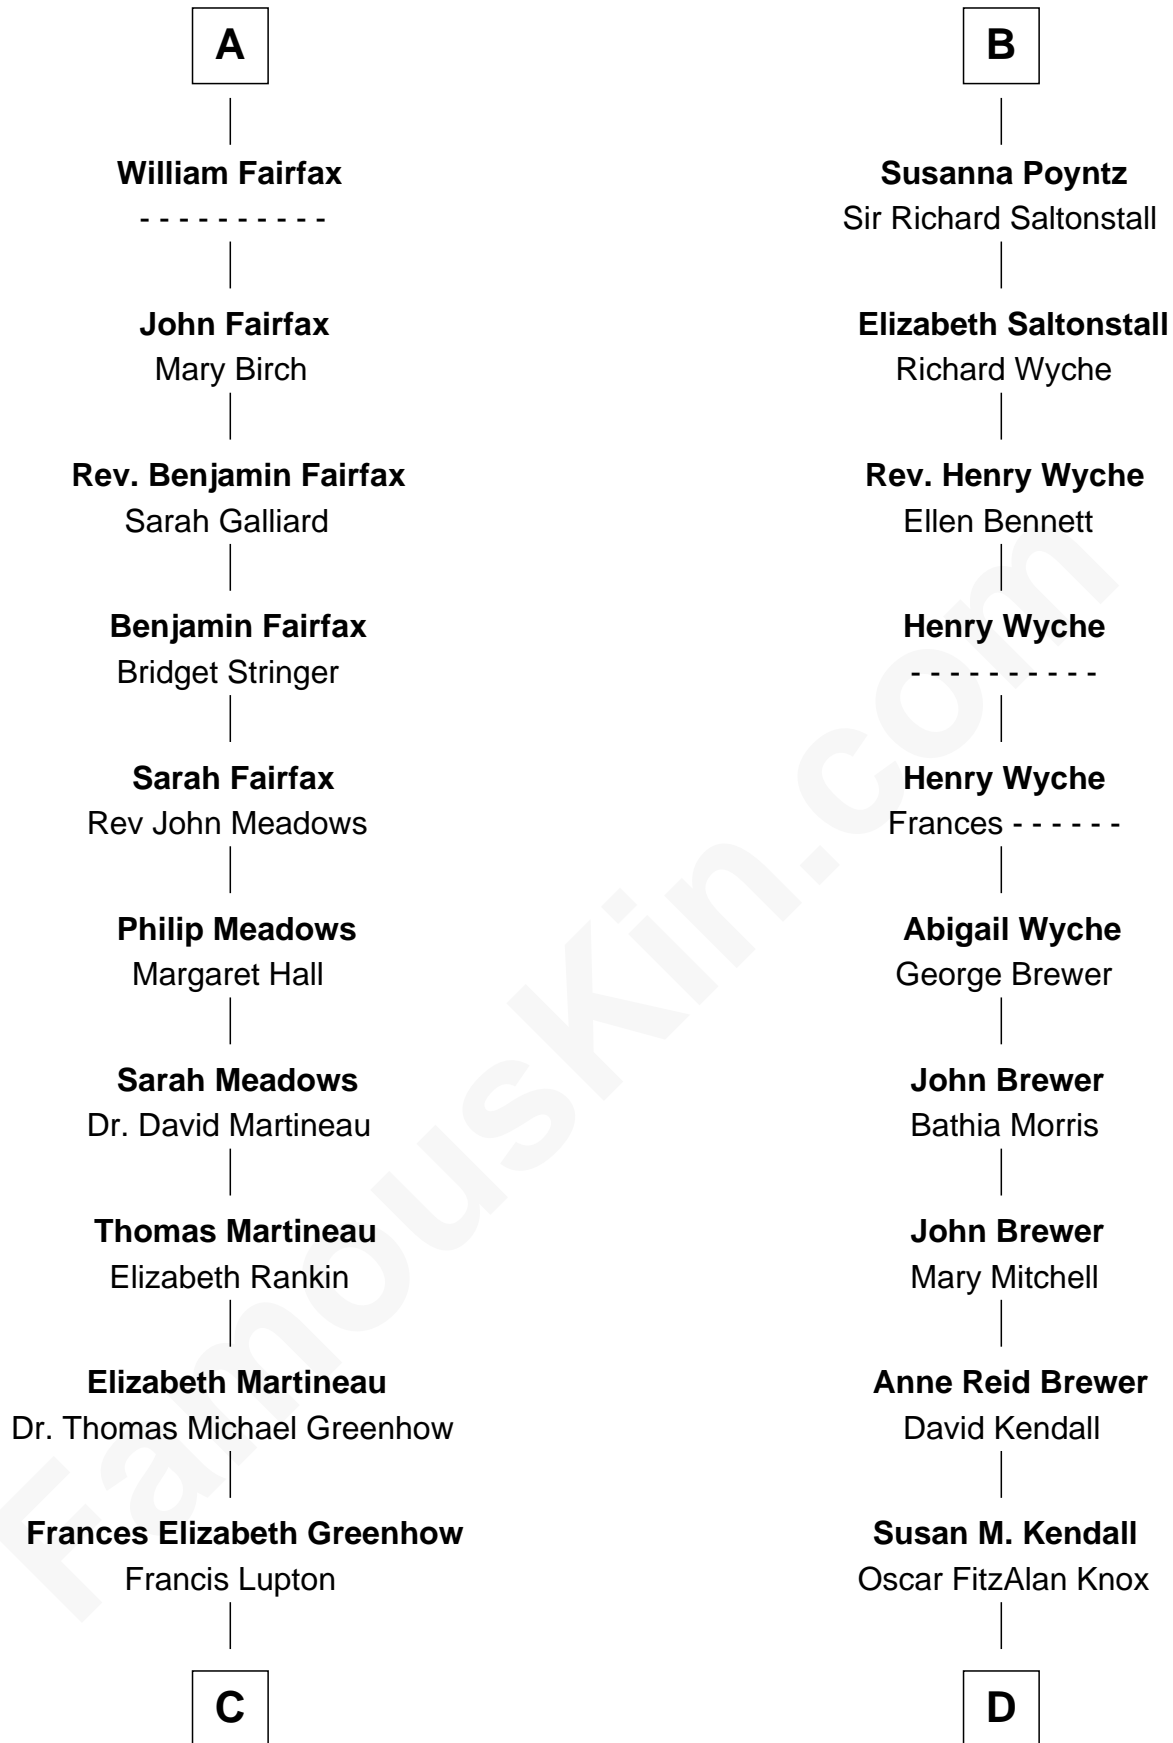 A
William Fairfax
- - - - - - - - - -
John Fairfax
Mary Birch
Rev. Benjamin Fairfax
Sarah Galliard
Benjamin Fairfax
Bridget Stringer
Sarah Fairfax
Rev John Meadows
Philip Meadows
Margaret Hall
Sarah Meadows
Dr. David Martineau
Thomas Martineau
Elizabeth Rankin
Elizabeth Martineau
Dr. Thomas Michael Greenhow
Frances Elizabeth Greenhow
Francis Lupton
C
B
Susanna Poyntz
Sir Richard Saltonstall
Elizabeth Saltonstall
Richard Wyche
Rev. Henry Wyche
Ellen Bennett
Henry Wyche
- - - - - - - - - -
Henry Wyche
Frances - - - - - -
Abigail Wyche
George Brewer
John Brewer
Bathia Morris
John Brewer
Mary Mitchell
Anne Reid Brewer
David Kendall
Susan M. Kendall
Oscar FitzAlan Knox
D
FamousKin.com